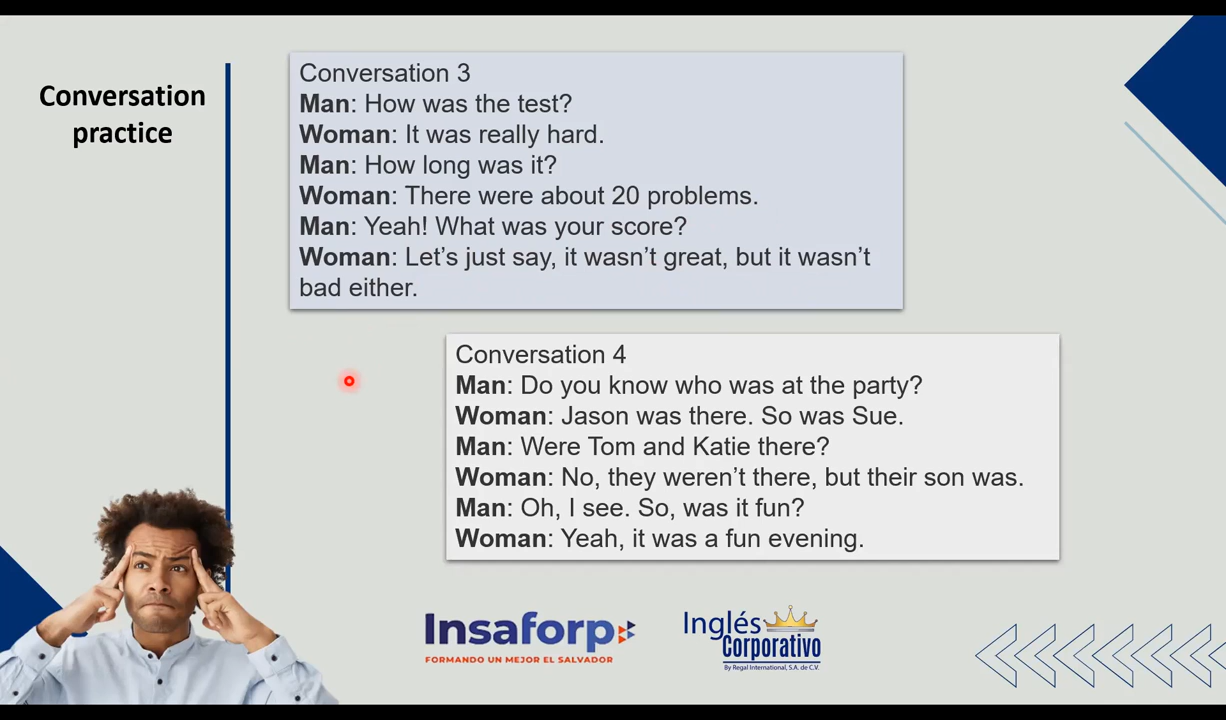 Conversation
practice
Conversation 3
Man: How was the test?
Woman: It was really hard.
Man: How long was it?
Woman: There were about 20 problems.
Man: Yeah! What was your score?
Woman: Let's just say, it wasn't great, but it wasn't
bad either.
Conversation 4
Man: Do you know who was at the party?
Woman: Jason was there. So was Sue.
Man: Were Tom and Katie there?
Woman: No, they weren't there, but their son was.
Man: Oh, I see. So, was it fun?
Woman: Yeah, it was a fun evening.
Insaforp
FORMANDO UN MEJOR EL SALVADOR
Inglés
Corporativo
By Regal International, S.A. de C.V.